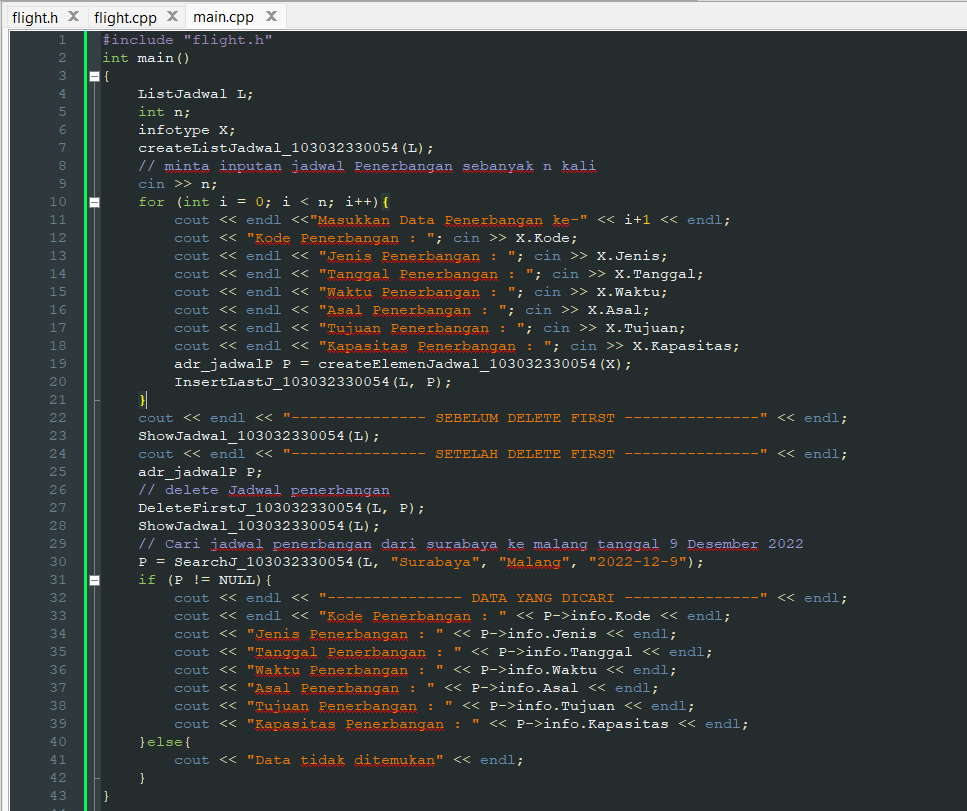 flight.h flight.cpp main.cpp
1 #include "flight.h"
2 int main()
3 {
4 ListJadwal L;
5 int n;
6 infotype X;
7 createListJadwal_103032330054(L);
8 // minta inputan jadwal Penerbangan sebanyak n kali
9 cin >> n;
10 for (int i = 0; i < n; i++){
11 cout << endl <<"Masukkan Data Penerbangan ke-" << i+1 << endl;
12 cout << "Kode Penerbangan : "; cin >> X.Kode;
13 cout << endl << "Jenis Penerbangan : "; cin >> X.Jenis;
14 cout << endl << "Tanggal Penerbangan : "; cin >> X.Tanggal;
15 cout << endl << "Waktu Penerbangan : "; cin >> X.Waktu;
16 cout << endl << "Asal Penerbangan : "; cin >> X.Asal;
17 cout << endl << "Tujuan Penerbangan : "; cin >> X.Tujuan;
18 cout << endl << "Kapasitas Penerbangan : "; cin >> X.Kapasitas;
19 adr_jadwalP P = createElemenJadwal_103032330054(X);
20 InsertLastJ_103032330054(L, P);
21 }
22 cout << endl << "--------------- SEBELUM DELETE FIRST ---------------" << endl;
23 ShowJadwal_103032330054(L);
24 cout << endl << "--------------- SETELAH DELETE FIRST ---------------" << endl;
25 adr_jadwalP P;
26 // delete Jadwal penerbangan
27 DeleteFirstJ_103032330054(L, P);
28 ShowJadwal_103032330054(L);
29 // Cari jadwal penerbangan dari surabaya ke malang tanggal 9 Desember 2022
30 P = SearchJ_103032330054(L, "Surabaya", "Malang", "2022-12-9");
31 if (P != NULL){
32 cout << endl << "--------------- DATA YANG DICARI ---------------" << endl;
33 cout << endl << "Kode Penerbangan : " << P->info.Kode << endl;
34 cout << "Jenis Penerbangan : " << P->info.Jenis << endl;
35 cout << "Tanggal Penerbangan : " << P->info.Tanggal << endl;
36 cout << "Waktu Penerbangan : " << P->info.Waktu << endl;
37 cout << "Asal Penerbangan : " << P->info.Asal << endl;
38 cout << "Tujuan Penerbangan : " << P->info.Tujuan << endl;
39 cout << "Kapasitas Penerbangan : " << P->info.Kapasitas << endl;
40 }else{
41 cout << "Data tidak ditemukan" << endl;
42 }
43 }